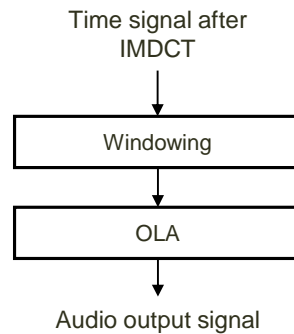 Time signal after
IMDCT
Windowing
OLA
Audio output signal